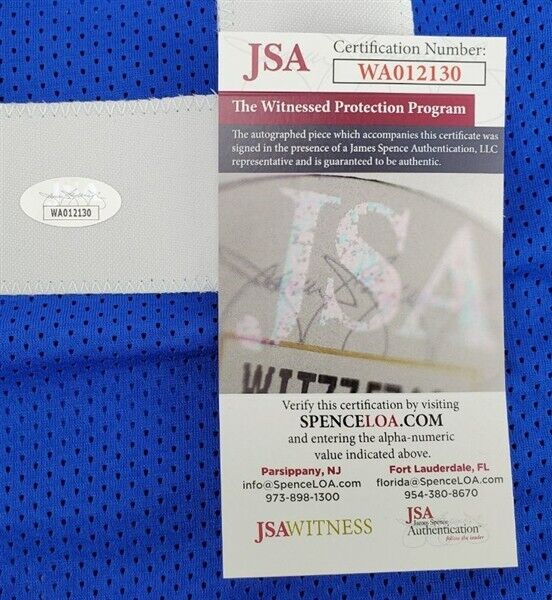 JSA
Certification Number:
WA012130
The Witnessed Protection Program
The autographed piece which accompanies this certificate was
signed in the presence of a James Spence Authentication, LLC
representative and is guaranteed to be authentic.
WA012130
JSA
Verify this certification by visiting
SPENCELOA.COM
and entering the alpha-numeric
value indicated above.
Parsippany, NJ
info@SpenceLOA.com
973-898-1300
Fort Lauderdale, FL
florida@SpenceLOA.com
954-380-8670
JSAWITNESS
JSA
James Spence
Authentication
follow the leader